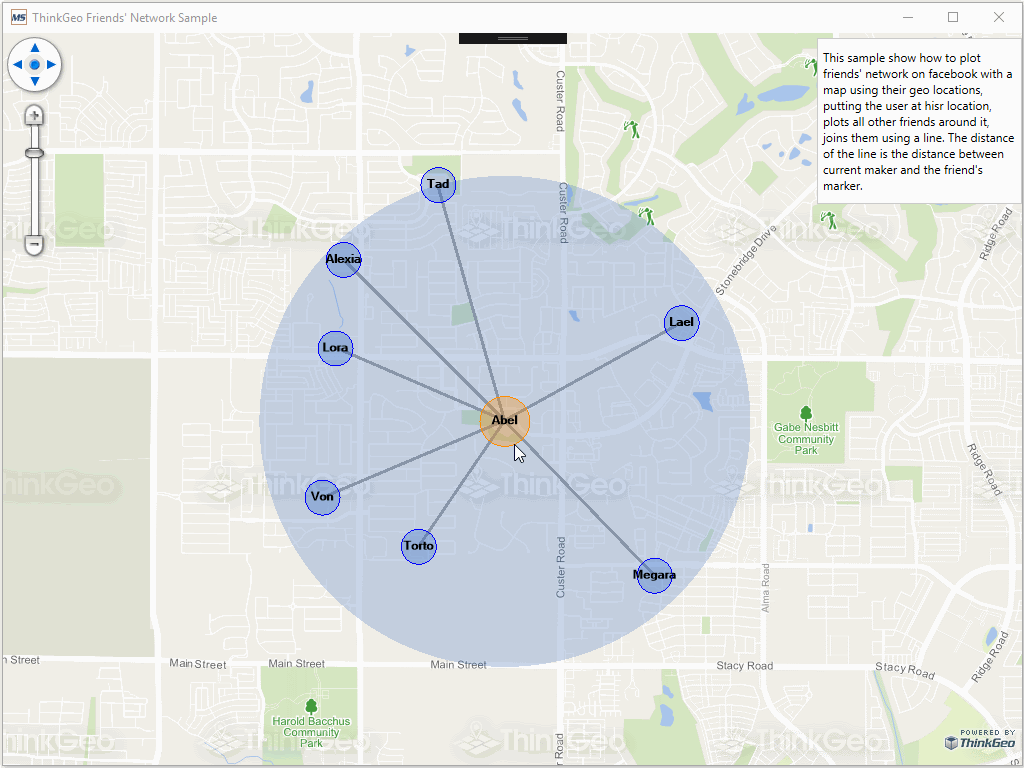 MS ThinkGeo Friends' Network Sample
This sample show how to plot
friends' network on facebook with a
map using their geo locations,
putting the user at hisr location,
plots all other friends around it,
joins them using a line. The distance
of the line is the distance between
current maker and the friend's
marker.
Custer Road
Tad
Custer Road
Ridge Road
ThinkGeo
ThinkGeo
ThinkGeo
ThinkGeo
Stonebridge Drive
Alexia
Lael
Lora
Abel
Gabe Nesbitt
Community
Park
Ridge Road
ThinkGeo
ThinkGeo
ThinkGeo
ThinkGeo
Von
Torto
Custer Road
Megara
Alma Road
Ridge Road
n Street
Main Street
Main Street
Main Street
Stacy Road
Stacy Road
Harold Bacchus
Community
Park
Custer Road
ThinkGeo
ThinkGeo
ThinkGeo
ThinkGeo
POWERED BY
ThinkGeo